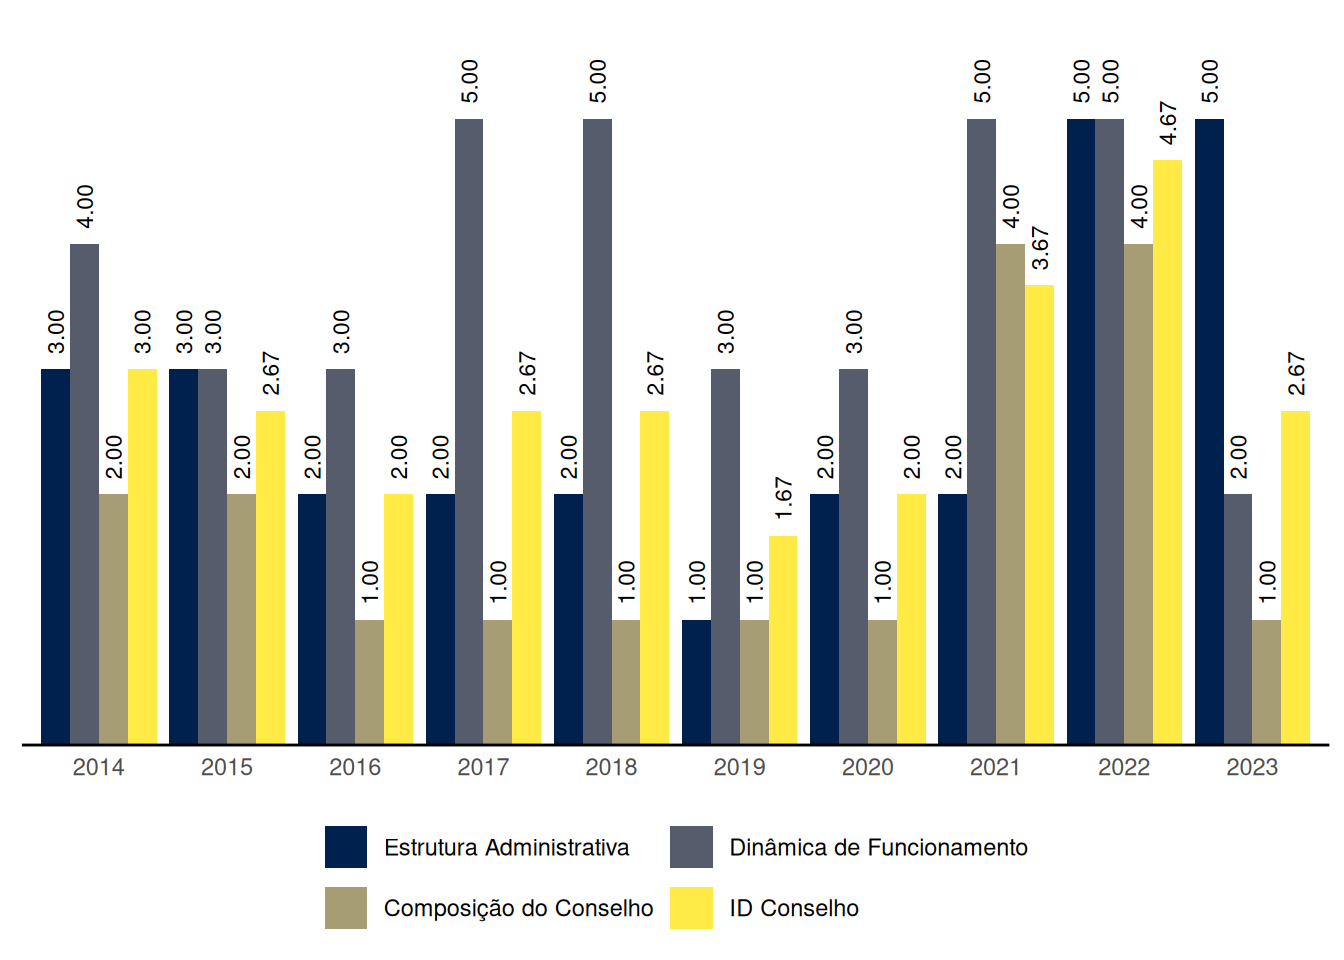 3.00 4.00 2.00 3.00
3.00 3.00 2.00 2.67
2.00 3.00 1.00 2.00
2.00 5.00 1.00 2.67
2.00 5.00 1.00 2.67
1.00 3.00 1.00 1.67
2.00 3.00 1.00 2.00
2.00 5.00 4.00 3.67
5.00 5.00 4.00 4.67
5.00 2.00 1.00 2.67
2014 2015 2016 2017 2018 2019 2020 2021 2022 2023
Estrutura Administrativa Dinâmica de Funcionamento
Composição do Conselho ID Conselho